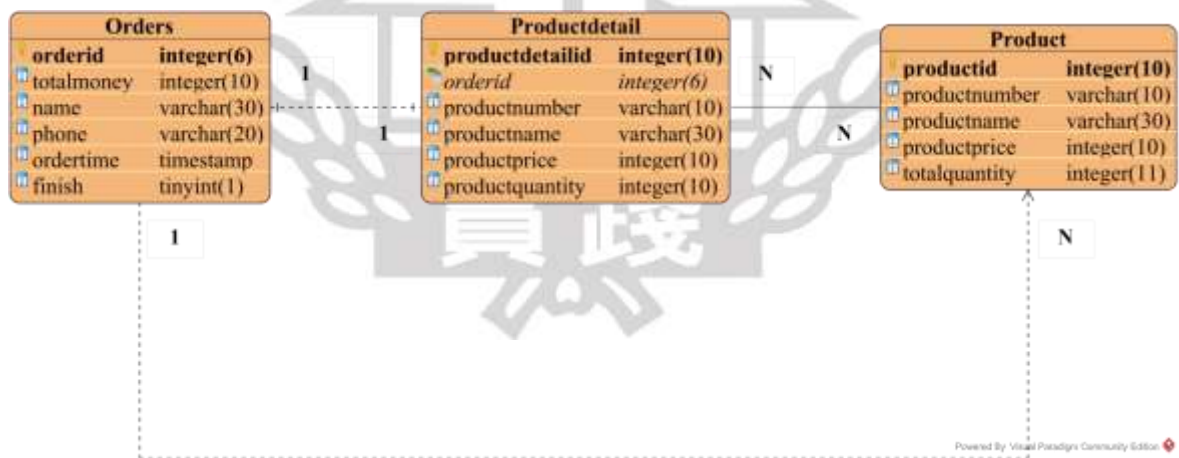 Orders
orderid integer(6)
totalmoney integer(10)
name varchar(30)
phone varchar(20)
ordertime timestamp
finish tinyint(1)
1
1
Productdetail
productdetailid integer(10)
orderid integer(6)
productnumber varchar(10)
productname varchar(30)
productprice integer(10)
productquantity integer(10)
N
N
Product
productid integer(10)
productnumber varchar(10)
productname varchar(30)
productprice integer(10)
totalquantity integer(11)
1
N
實踐
Powered By Visual Paradigm Community Edition